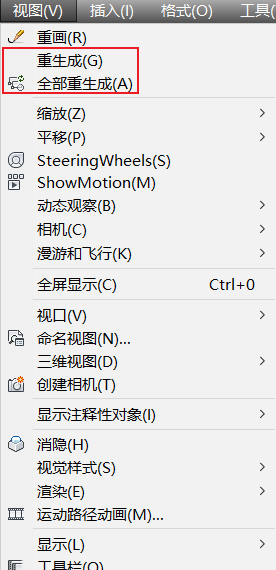 视图(V) 插入(I) 格式(O) 工具(
重画(R)
重生成(G)
全部重生成(A)
缩放(Z)
平移(P)
SteeringWheels(S)
ShowMotion(M)
动态观察(B)
相机(C)
漫游和飞行(K)
全屏显示(C) Ctrl+0
视口(V)
命名视图(N)...
三维视图(D)
创建相机(T)
显示注释性对象(I)
消隐(H)
视觉样式(S)
渲染(E)
运动路径动画(M)...
显示(L)
工具栏(O)